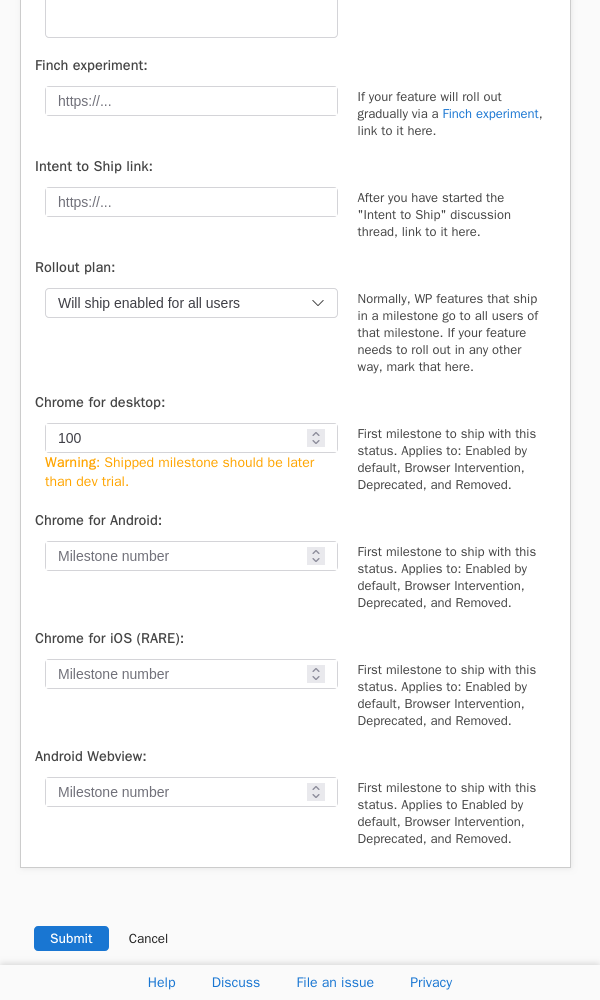 Finch experiment:
https://...
If your feature will roll out
gradually via a Finch experiment,
link to it here.
Intent to Ship link:
https://...
After you have started the
"Intent to Ship" discussion
thread, link to it here.
Rollout plan:
Will ship enabled for all users
Normally, WP features that ship
in a milestone go to all users of
that milestone. If your feature
needs to roll out in any other
way, mark that here.
Chrome for desktop:
100
Warning: Shipped milestone should be later
than dev trial.
First milestone to ship with this
status. Applies to: Enabled by
default, Browser Intervention,
Deprecated, and Removed.
Chrome for Android:
Milestone number
First milestone to ship with this
status. Applies to: Enabled by
default, Browser Intervention,
Deprecated, and Removed.
Chrome for iOS (RARE):
Milestone number
First milestone to ship with this
status. Applies to: Enabled by
default, Browser Intervention,
Deprecated, and Removed.
Android Webview:
Milestone number
First milestone to ship with this
status. Applies to Enabled by
default, Browser Intervention,
Deprecated, and Removed.
Submit Cancel
Help Discuss File an issue Privacy